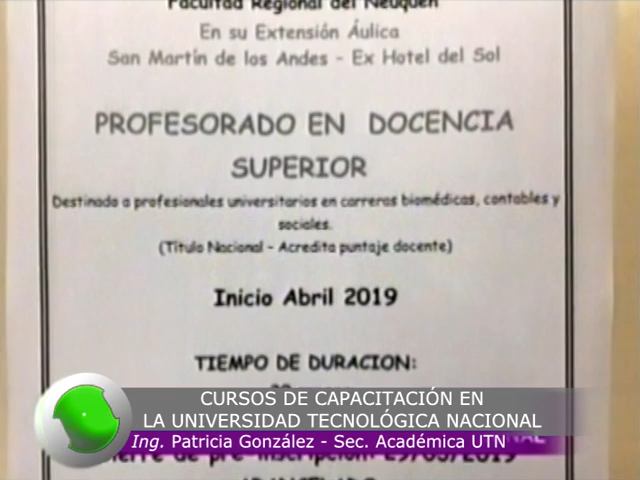 Facultad Regional del Neuquén
En su Extensión Áulica
San Martín de los Andes - Ex Hotel del Sol
PROFESORADO EN DOCENCIA
SUPERIOR
Destinado a profesionales universitarios en carreras biomédicas, contables y
sociales.
(Título Nacional - Acredita puntaje docente)
Inicio Abril 2019
TIEMPO DE DURACION:
CURSOS DE CAPACITACIÓN EN
LA UNIVERSIDAD TECNOLÓGICA NACIONAL
Ing. Patricia González - Sec. Académica UTN